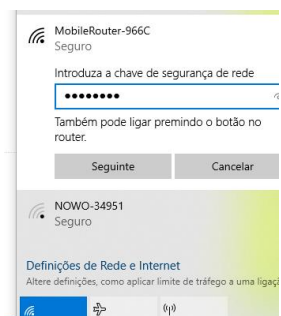 MobileRouter-966C
Seguro
Introduza a chave de segurança de rede
●●●●●●●●
Também pode ligar premindo o botão no
router.
Seguinte
Cancelar
NOWO-34951
Seguro
Definições de Rede e Internet
Altere definições, como aplicar limite de tráfego a uma ligaçã